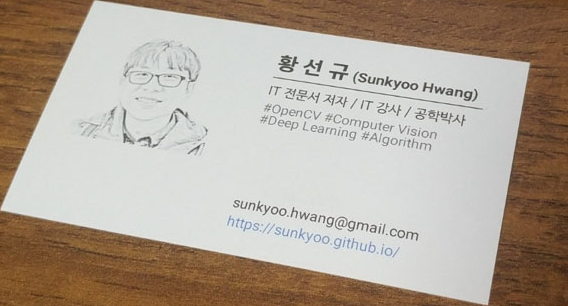 황 선 규 (Sunkyoo Hwang)
IT 전문서 저자 / IT 강사 / 공학박사
#OpenCV #Computer Vision
#Deep Learning #Algorithm
sunkyoo.hwang@gmail.com
https://sunkyoo.github.io/